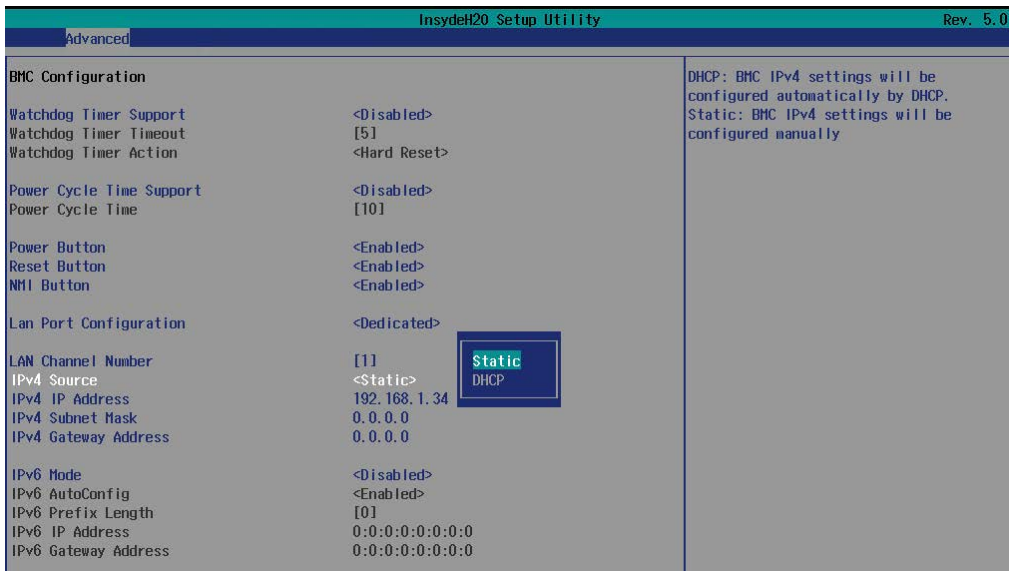 InsydeH20 Setup Utility Rev. 5.0
Advanced
BMC Configuration
Watchdog Timer Support <Disabled>
Watchdog Timer Timeout [5]
Watchdog Timer Action <Hard Reset>
Power Cycle Time Support <Disabled>
Power Cycle Time [10]
Power Button <Enabled>
Reset Button <Enabled>
NMI Button <Enabled>
Lan Port Configuration <Dedicated>
LAN Channel Number [1]
IPv4 Source <Static>
IPv4 IP Address 192.168.1.34
IPv4 Subnet Mask 0.0.0.0
IPv4 Gateway Address 0.0.0.0
IPv6 Mode <Disabled>
IPv6 AutoConfig <Enabled>
IPv6 Prefix Length [0]
IPv6 IP Address 0:0:0:0:0:0:0:0
IPv6 Gateway Address 0:0:0:0:0:0:0:0
Static
DHCP
DHCP: BMC IPv4 settings will be
configured automatically by DHCP.
Static: BMC IPv4 settings will be
configured manually